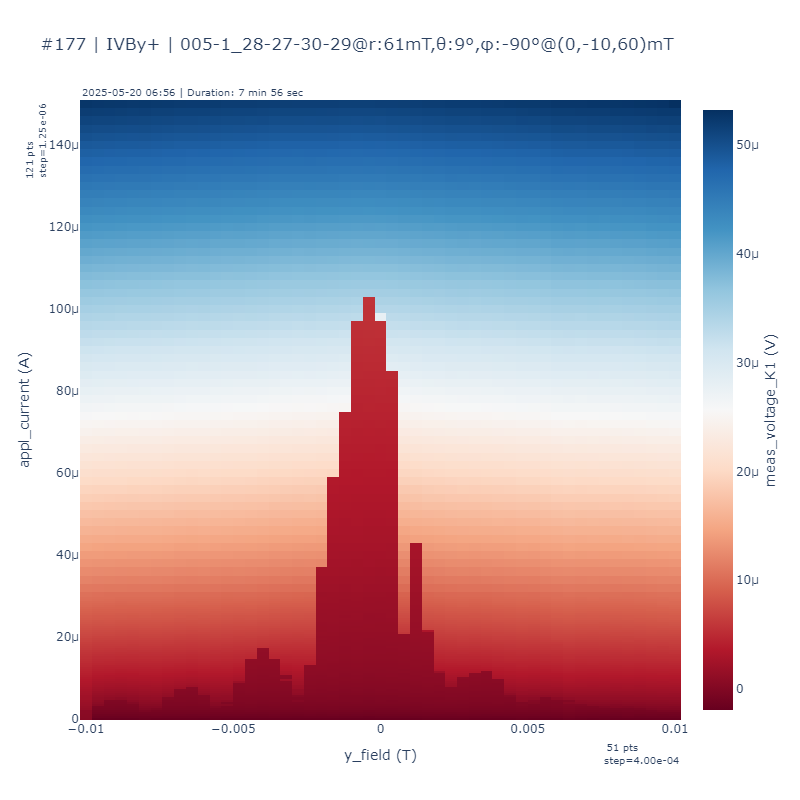 #177 | IVBy+ | 005-1_28-27-30-29@r:61mT,θ:9°,φ:-90°@(0,-10,60)mT
2025-05-20 06:56 | Duration: 7 min 56 sec
121 pts
step=1.25e-06
140μ
120μ
100μ
80μ
60μ
40μ
20μ
0
appl_current (A)
−0.01
−0.005
0
0.005
0.01
y_field (T)
51 pts
step=4.00e-04
50μ
40μ
30μ
20μ
10μ
0
meas_voltage_K1 (V)